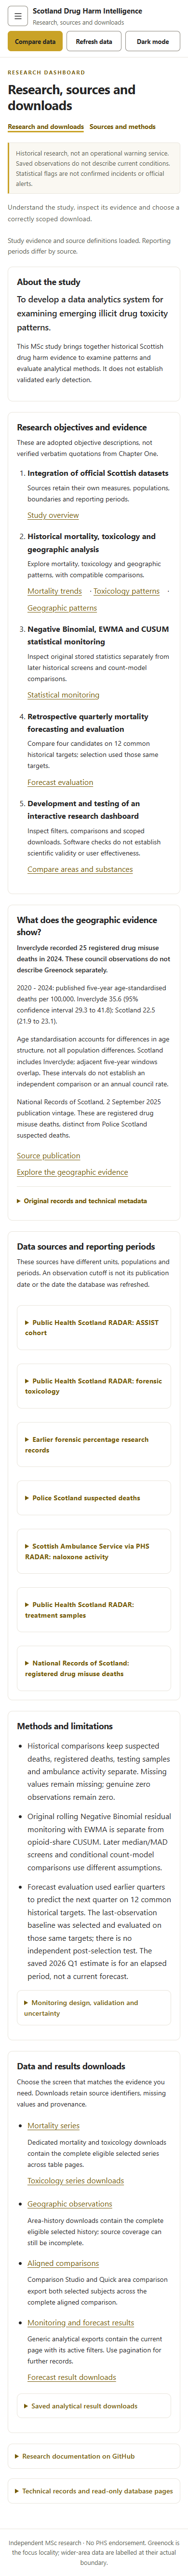 Scotland Drug Harm Intelligence
Research, sources and downloads
Compare data
Refresh data
Dark mode
RESEARCH DASHBOARD
Research, sources and
downloads
Research and downloads
Sources and methods
Historical research, not an operational warning service.
Saved observations do not describe current conditions.
Statistical flags are not confirmed incidents or official
alerts.
Understand the study, inspect its evidence and choose a
correctly scoped download.
Study evidence and source definitions loaded. Reporting
periods differ by source.
About the study
To develop a data analytics system for
examining emerging illicit drug toxicity
patterns.
This MSc study brings together historical Scottish
drug harm evidence to examine patterns and
evaluate analytical methods. It does not establish
validated early detection.
Research objectives and evidence
These are adopted objective descriptions, not
verified verbatim quotations from Chapter One.
1. Integration of official Scottish datasets
Sources retain their own measures, populations,
boundaries and reporting periods.
Study overview
2. Historical mortality, toxicology and
geographic analysis
Explore mortality, toxicology and geographic
patterns, with compatible comparisons.
Mortality trends · Toxicology patterns ·
Geographic patterns
3. Negative Binomial, EWMA and CUSUM
statistical monitoring
Inspect original stored statistics separately from
later historical screens and count-model
comparisons.
Statistical monitoring
4. Retrospective quarterly mortality
forecasting and evaluation
Compare four candidates on 12 common
historical targets; selection used those same
targets.
Forecast evaluation
5. Development and testing of an
interactive research dashboard
Inspect filters, comparisons and scoped
downloads. Software checks do not establish
scientific validity or user effectiveness.
Compare areas and substances
What does the geographic evidence
show?
Inverclyde recorded 25 registered drug misuse
deaths in 2024. These council observations do not
describe Greenock separately.
2020 - 2024: published five-year age-standardised
deaths per 100,000. Inverclyde 35.6 (95%
confidence interval 29.3 to 41.8); Scotland 22.5
(21.9 to 23.1).
Age standardisation accounts for differences in age
structure, not all population differences. Scotland
includes Inverclyde; adjacent five-year windows
overlap. These intervals do not establish an
independent comparison or an annual council rate.
National Records of Scotland, 2 September 2025
publication vintage. These are registered drug
misuse deaths, distinct from Police Scotland
suspected deaths.
Source publication
Explore the geographic evidence
Original records and technical metadata
Data sources and reporting periods
These sources have different units, populations and
periods. An observation cutoff is not its publication
date or the date the database was refreshed.
Public Health Scotland RADAR: ASSIST
cohort
Public Health Scotland RADAR: forensic
toxicology
Earlier forensic percentage research
records
Police Scotland suspected deaths
Scottish Ambulance Service via PHS
RADAR: naloxone activity
Public Health Scotland RADAR:
treatment samples
National Records of Scotland:
registered drug misuse deaths
Methods and limitations
• Historical comparisons keep suspected
deaths, registered deaths, testing samples
and ambulance activity separate. Missing
values remain missing; genuine zero
observations remain zero.
• Original rolling Negative Binomial residual
monitoring with EWMA is separate from
opioid-share CUSUM. Later median/MAD
screens and conditional count-model
comparisons use different assumptions.
• Forecast evaluation used earlier quarters
to predict the next quarter on 12 common
historical targets. The last-observation
baseline was selected and evaluated on
those same targets; there is no
independent post-selection test. The
saved 2026 Q1 estimate is for an elapsed
period, not a current forecast.
Monitoring design, validation and
uncertainty
Data and results downloads
Choose the screen that matches the evidence you
need. Downloads retain source identifiers, missing
values and provenance.
• Mortality series
Dedicated mortality and toxicology downloads
contain the complete eligible selected series
across table pages.
Toxicology series downloads
• Geographic observations
Area-history downloads contain the complete
eligible selected history; source coverage can
still be incomplete.
• Aligned comparisons
Comparison Studio and Quick area comparison
export both selected subjects across the
complete aligned comparison.
• Monitoring and forecast results
Generic analytical exports contain the current
page with its active filters. Use pagination for
further records.
Forecast result downloads
Saved analytical result downloads
Research documentation on GitHub
Technical records and read-only database pages
Independent MSc research · No PHS endorsement. Greenock is
the focus locality; wider-area data are labelled at their actual
boundary.